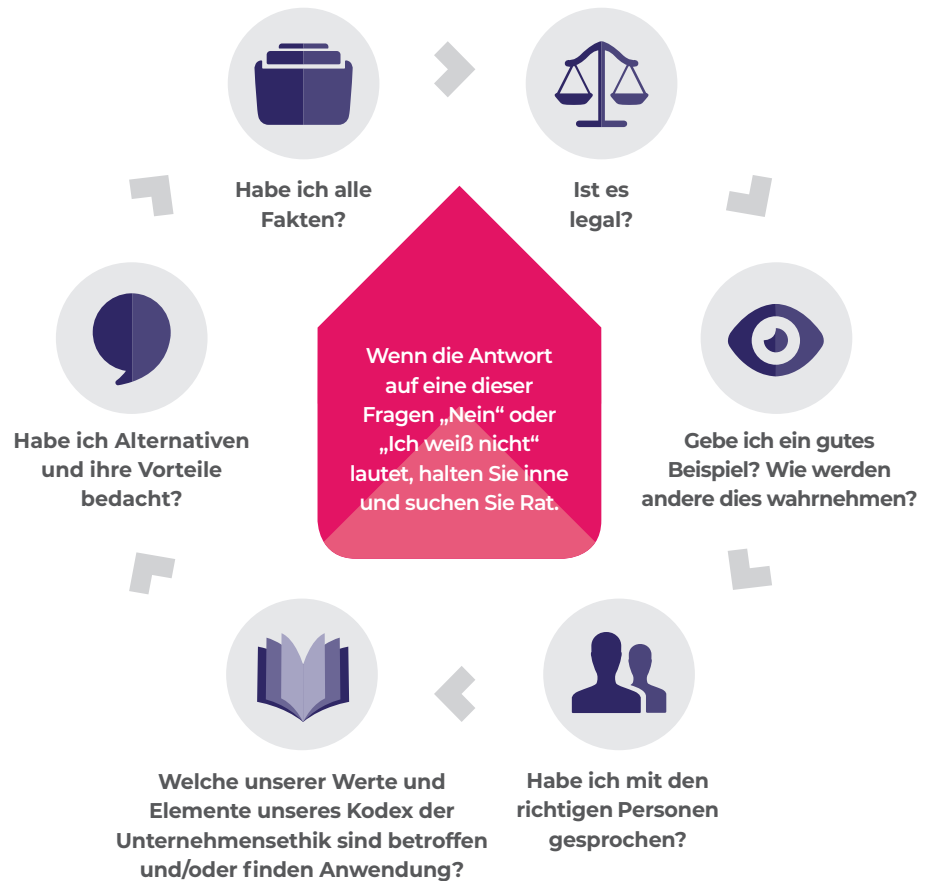 Habe ich alle
Fakten?
Ist es
legal?
Gebe ich ein gutes
Beispiel? Wie werden
andere dies wahrnehmen?
Habe ich mit den
richtigen Personen
gesprochen?
Welche unserer Werte und
Elemente unseres Kodex der
Unternehmensethik sind betroffen
und/oder finden Anwendung?
Habe ich Alternativen
und ihre Vorteile
bedacht?
Wenn die Antwort
auf eine dieser
Fragen „Nein“ oder
„Ich weiß nicht“
lautet, halten Sie inne
und suchen Sie Rat.